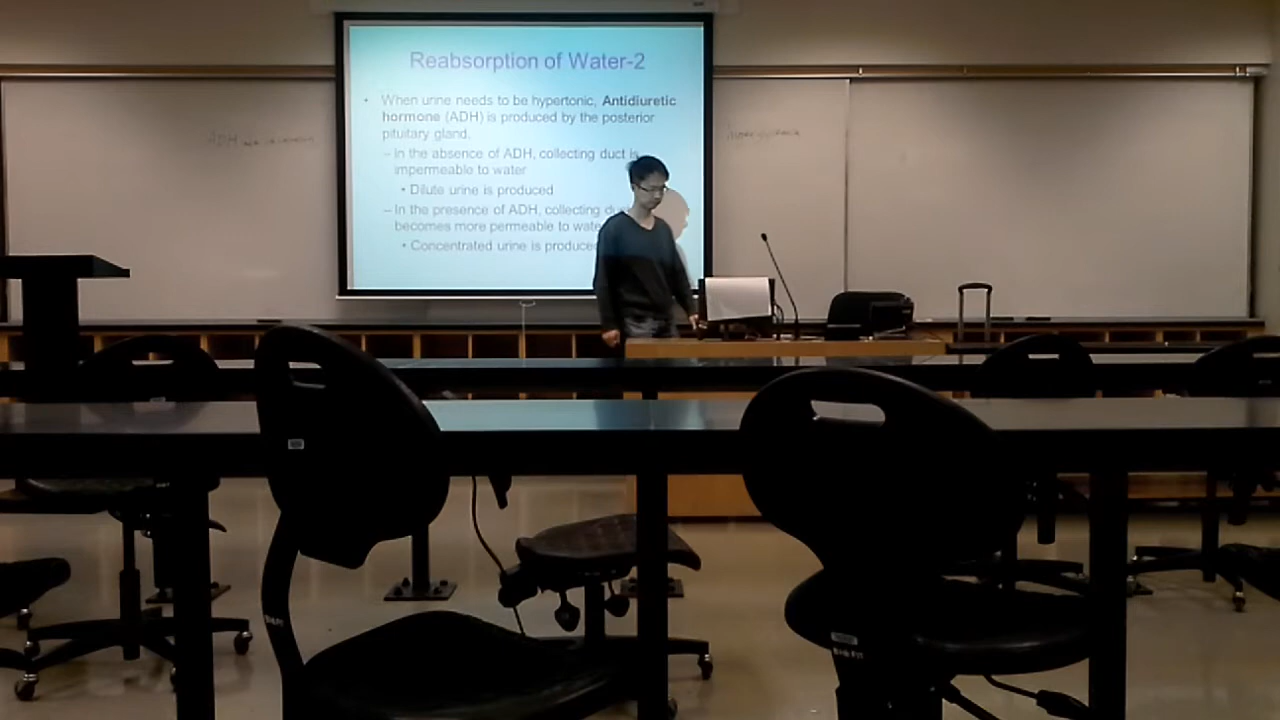 Reabsorption of Water-2
• When urine needs to be hypertonic, Antidiuretic
hormone (ADH) is produced by the posterior
pituitary gland.
– In the absence of ADH, collecting duct is
impermeable to water
• Dilute urine is produced
– In the presence of ADH, collecting
becomes more permeable to
• Concentrated urine is
ADH